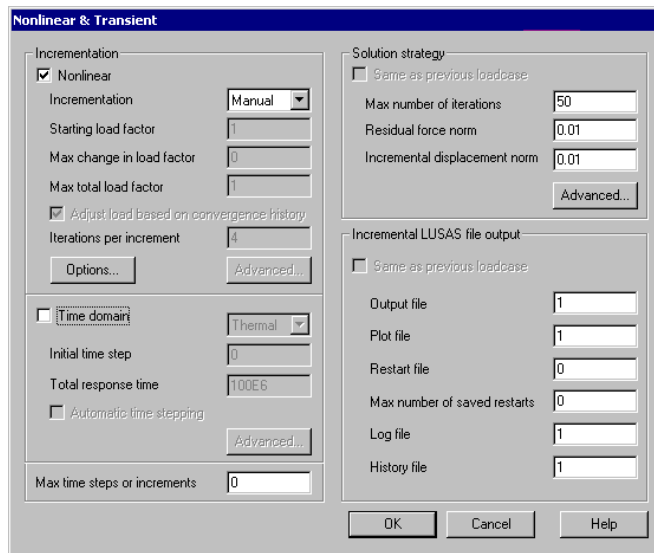 Nonlinear & Transient
Incrementation
Nonlinear
Incrementation Manual
Starting load factor 1
Max change in load factor 0
Max total load factor 1
Adjust load based on convergence history
Iterations per increment 4
Options... Advanced...
Time domain Thermal
Initial time step 0
Total response time 100E6
Automatic time stepping
Advanced...
Max time steps or increments 0
Solution strategy
Same as previous loadcase
Max number of iterations 50
Residual force norm 0.01
Incremental displacement norm 0.01
Advanced...
Incremental LUSAS file output
Same as previous loadcase
Output file 1
Plot file 1
Restart file 0
Max number of saved restarts 0
Log file 1
History file 1
OK Cancel Help